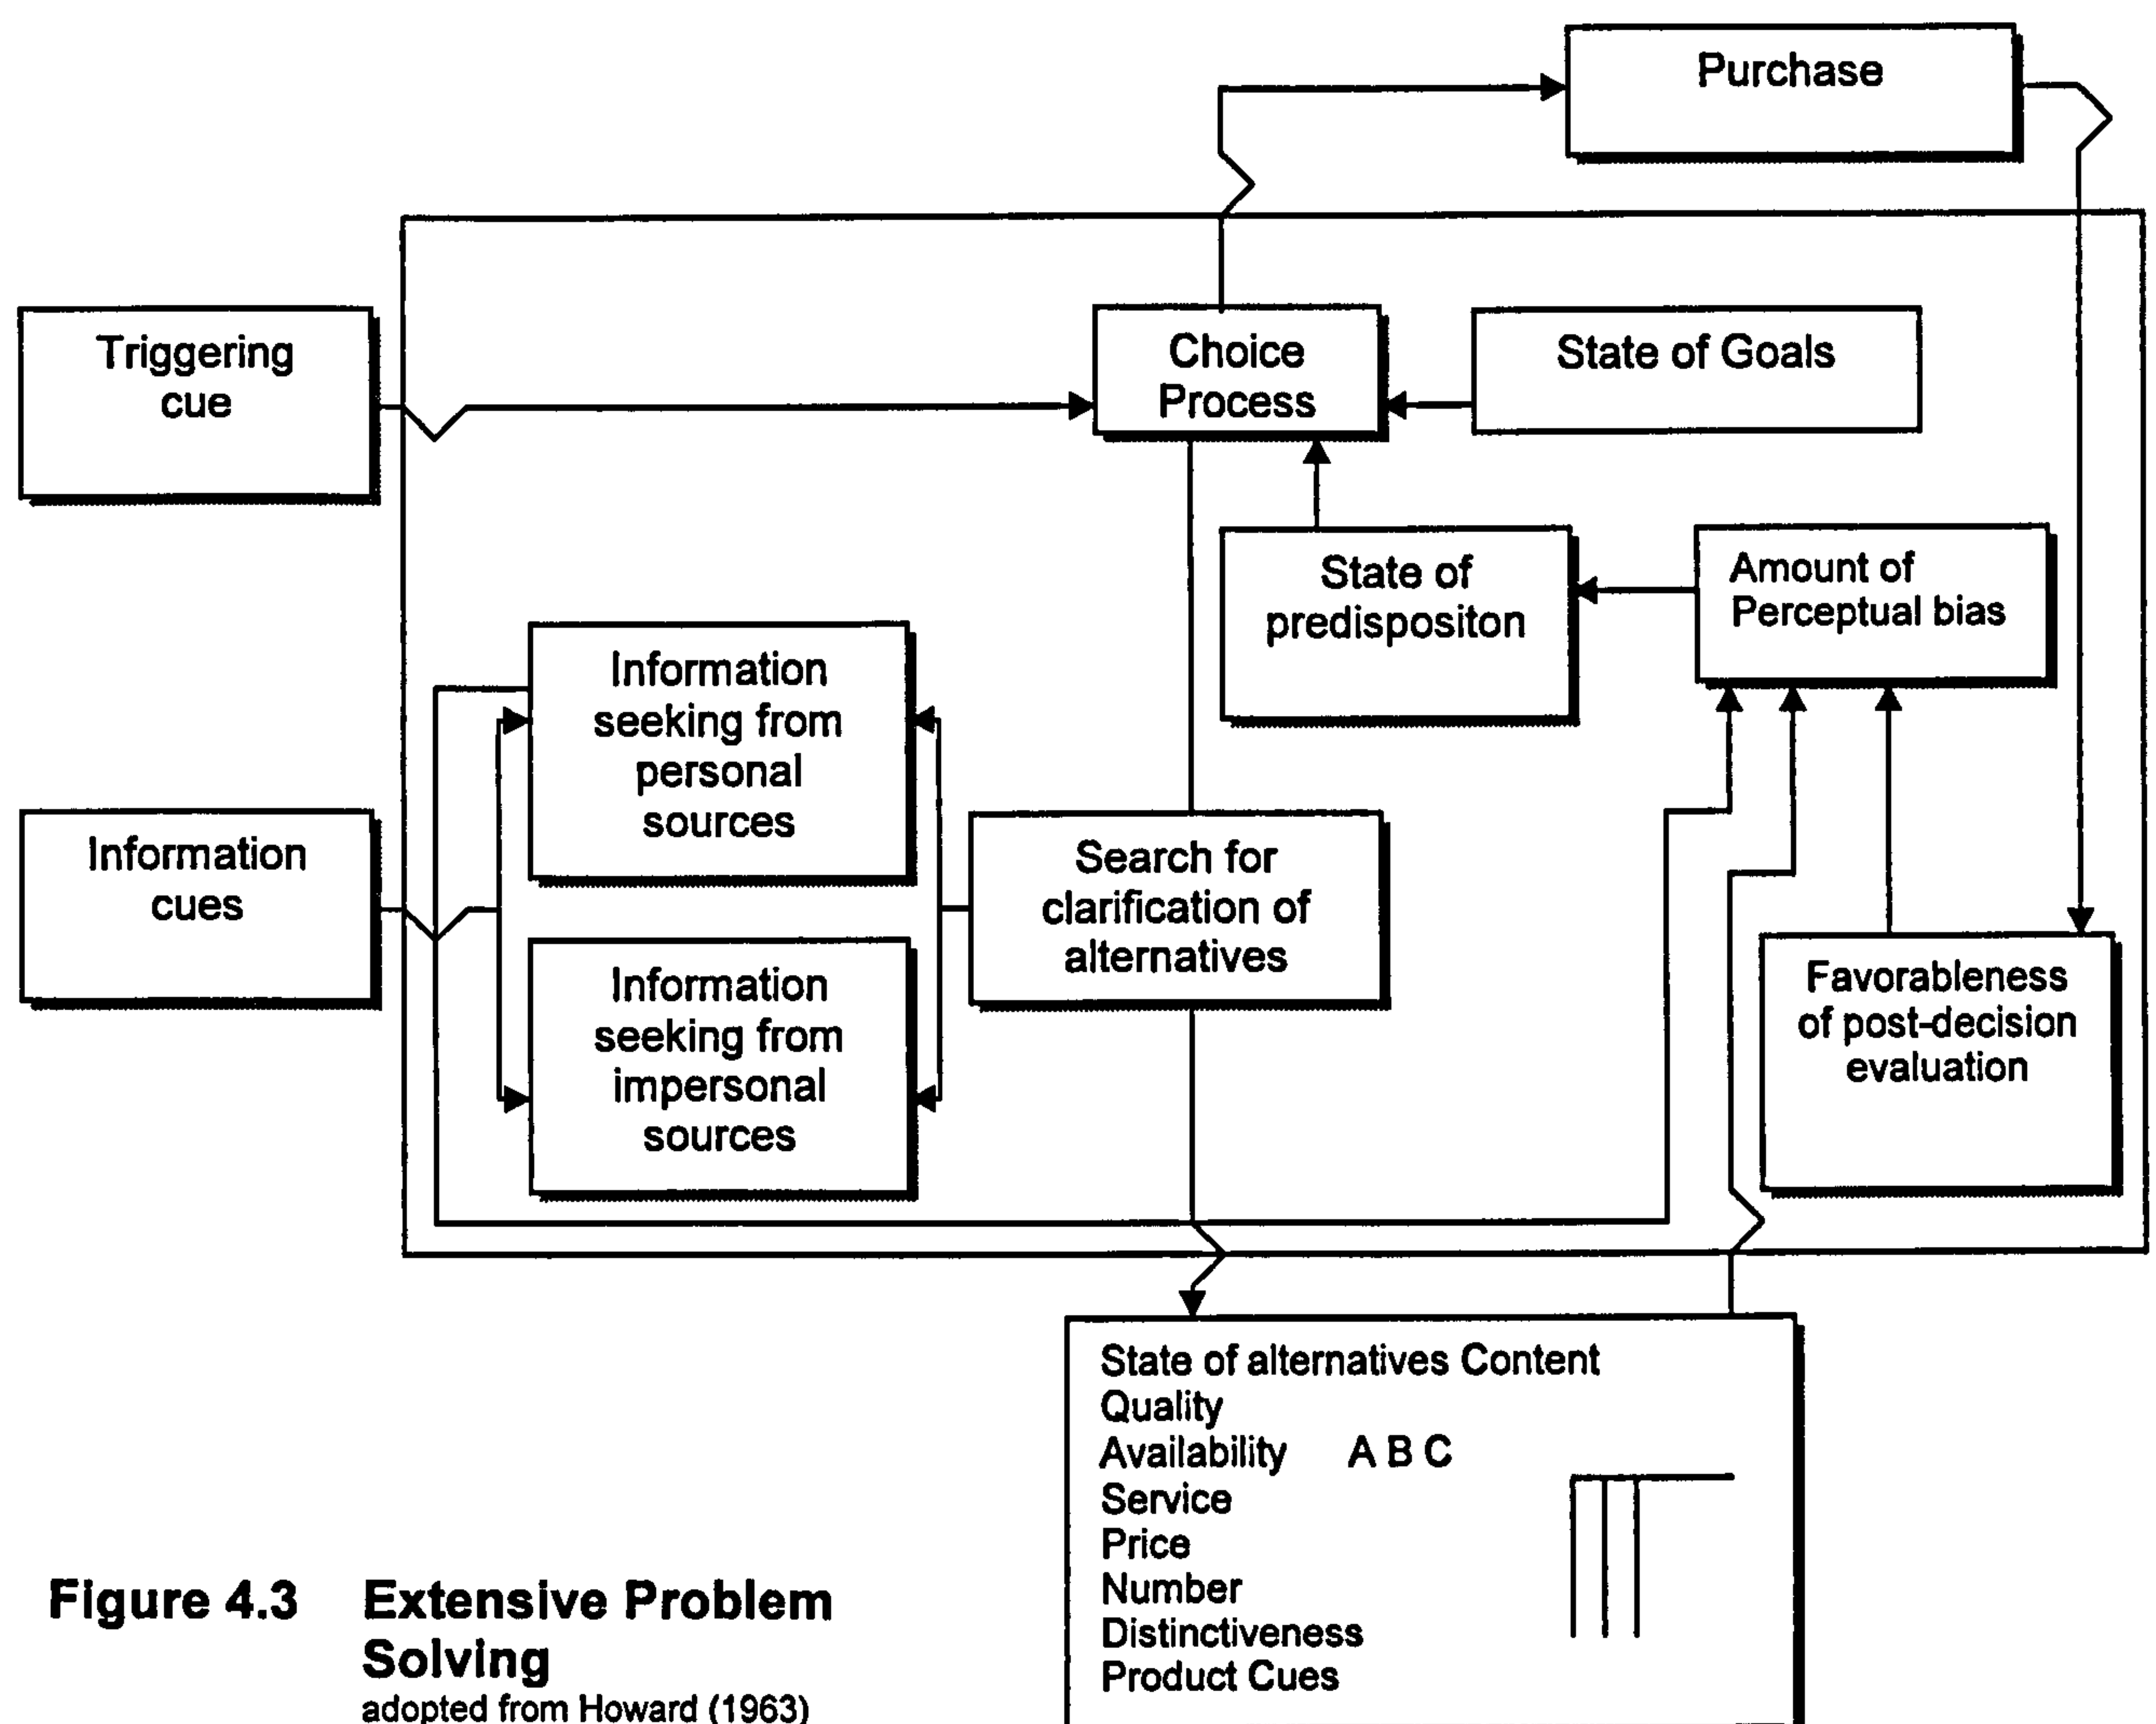 Purchase
Triggering
cue
Choice
Process
State of Goals
State of
predispositon
Amount of
Perceptual bias
Information
seeking from
personal
sources
Information
cues
Search for
clarification of
alternatives
Information
seeking from
impersonal
sources
Favorableness
of post-decision
evaluation
State of alternatives Content
Quality
Availability A B C
Service
Price
Number
Distinctiveness
Product Cues
Figure 4.3 Extensive Problem
Solving
adopted from Howard (1963)